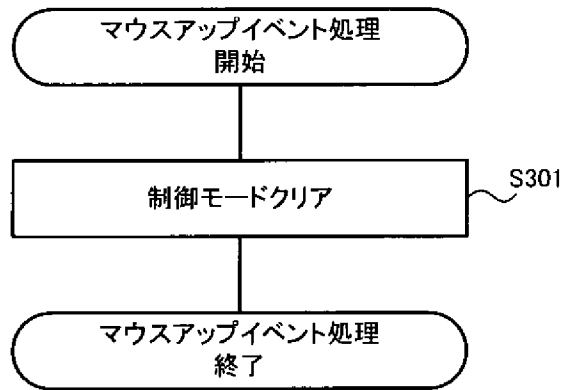 マウスアップイベント処理
開始
制御モードクリア
S301
マウスアップイベント処理
終了